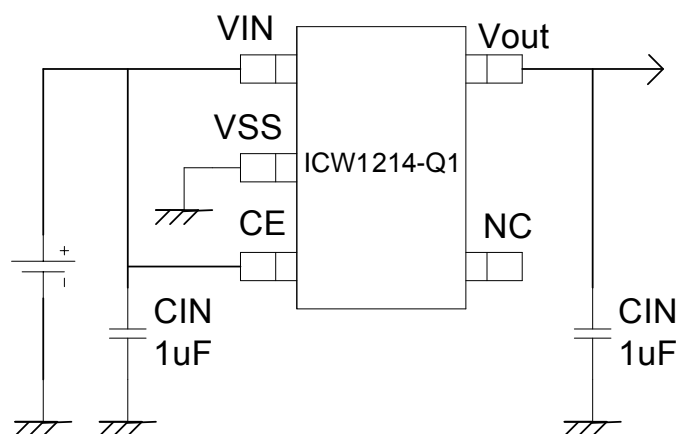 VIN
Vout
VSS
ICW1214-Q1
CE
NC
+
-
CIN
1uF
CIN
1uF